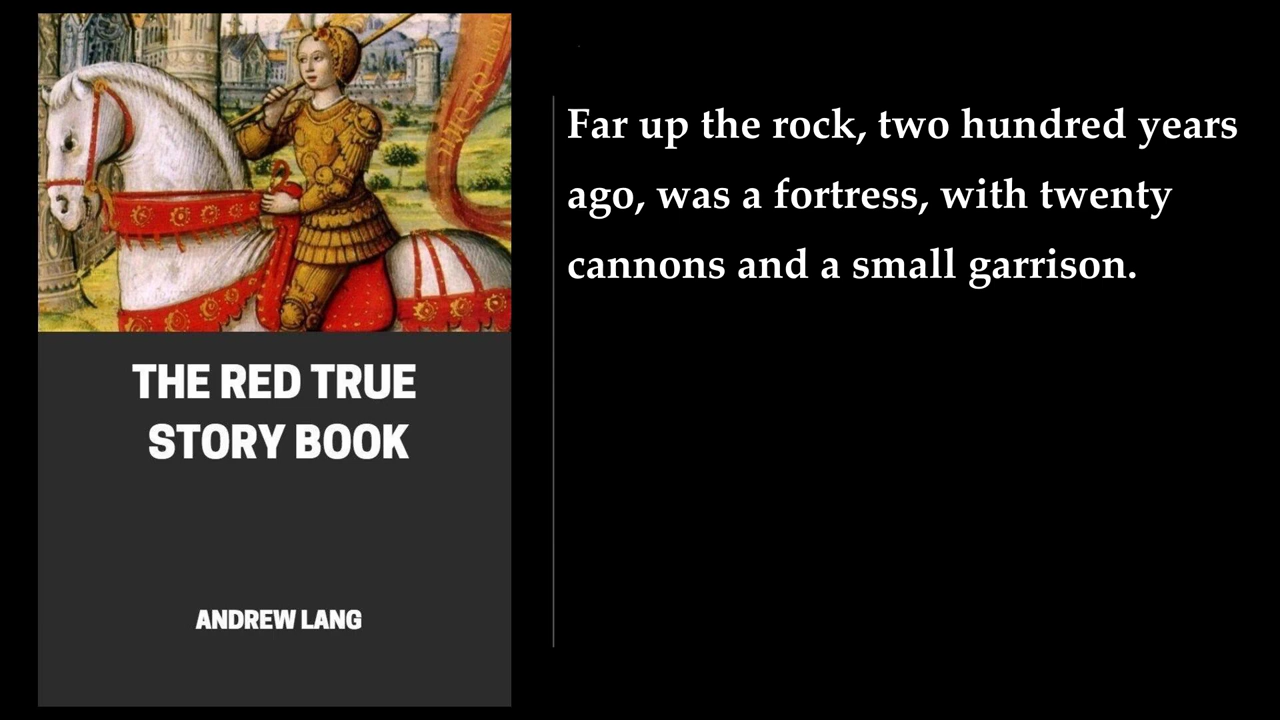 THE RED TRUE
STORY BOOK
ANDREW LANG
Far up the rock, two hundred years
ago, was a fortress, with twenty
cannons and a small garrison.